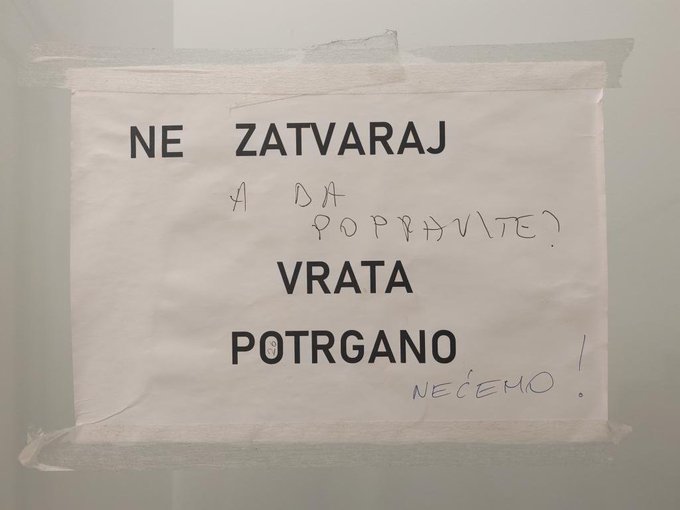 NE ZATVARAJ
A DA
POPRAVITE?
VRATA
POTRGANO
NEĆEMO!